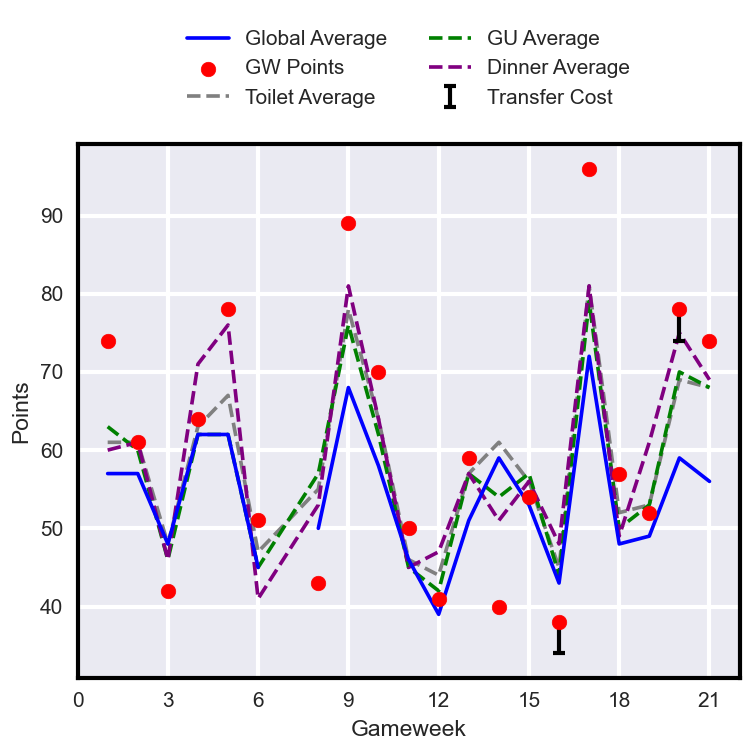 Global Average
GW Points
Toilet Average
GU Average
Dinner Average
Transfer Cost
90
80
70
60
50
40
Points
0 3 6 9 12 15 18 21
Gameweek